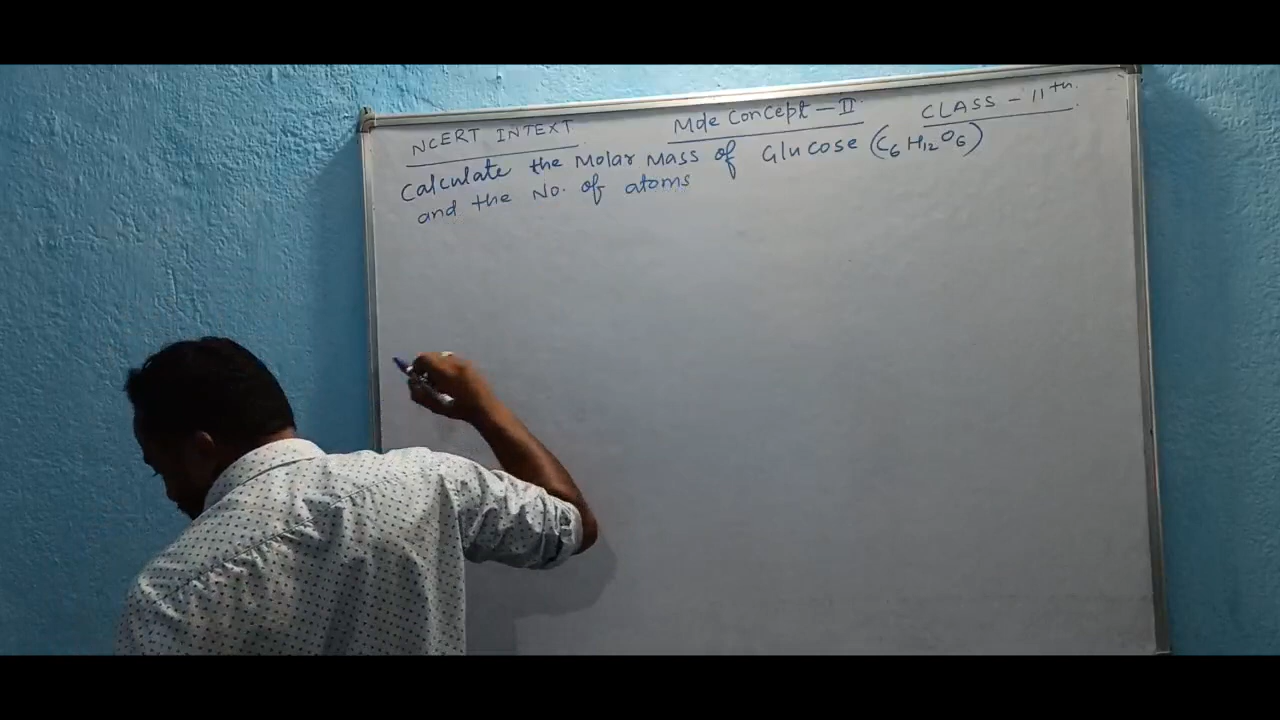 NCERT INTEXT Mole Concept - II CLASS - 11th.
Calculate the Molar Mass of Glucose (C6H12O6)
and the No. of atoms